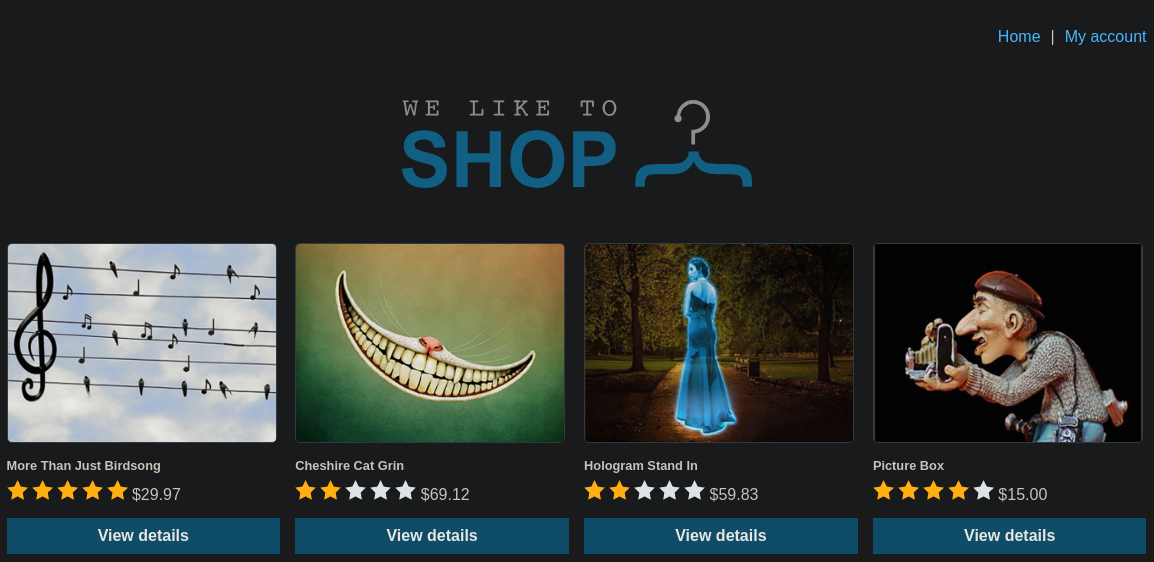 Home | My account
WE LIKE TO
SHOP
More Than Just Birdsong
$29.97
View details
Cheshire Cat Grin
$69.12
View details
Hologram Stand In
$59.83
View details
Picture Box
$15.00
View details